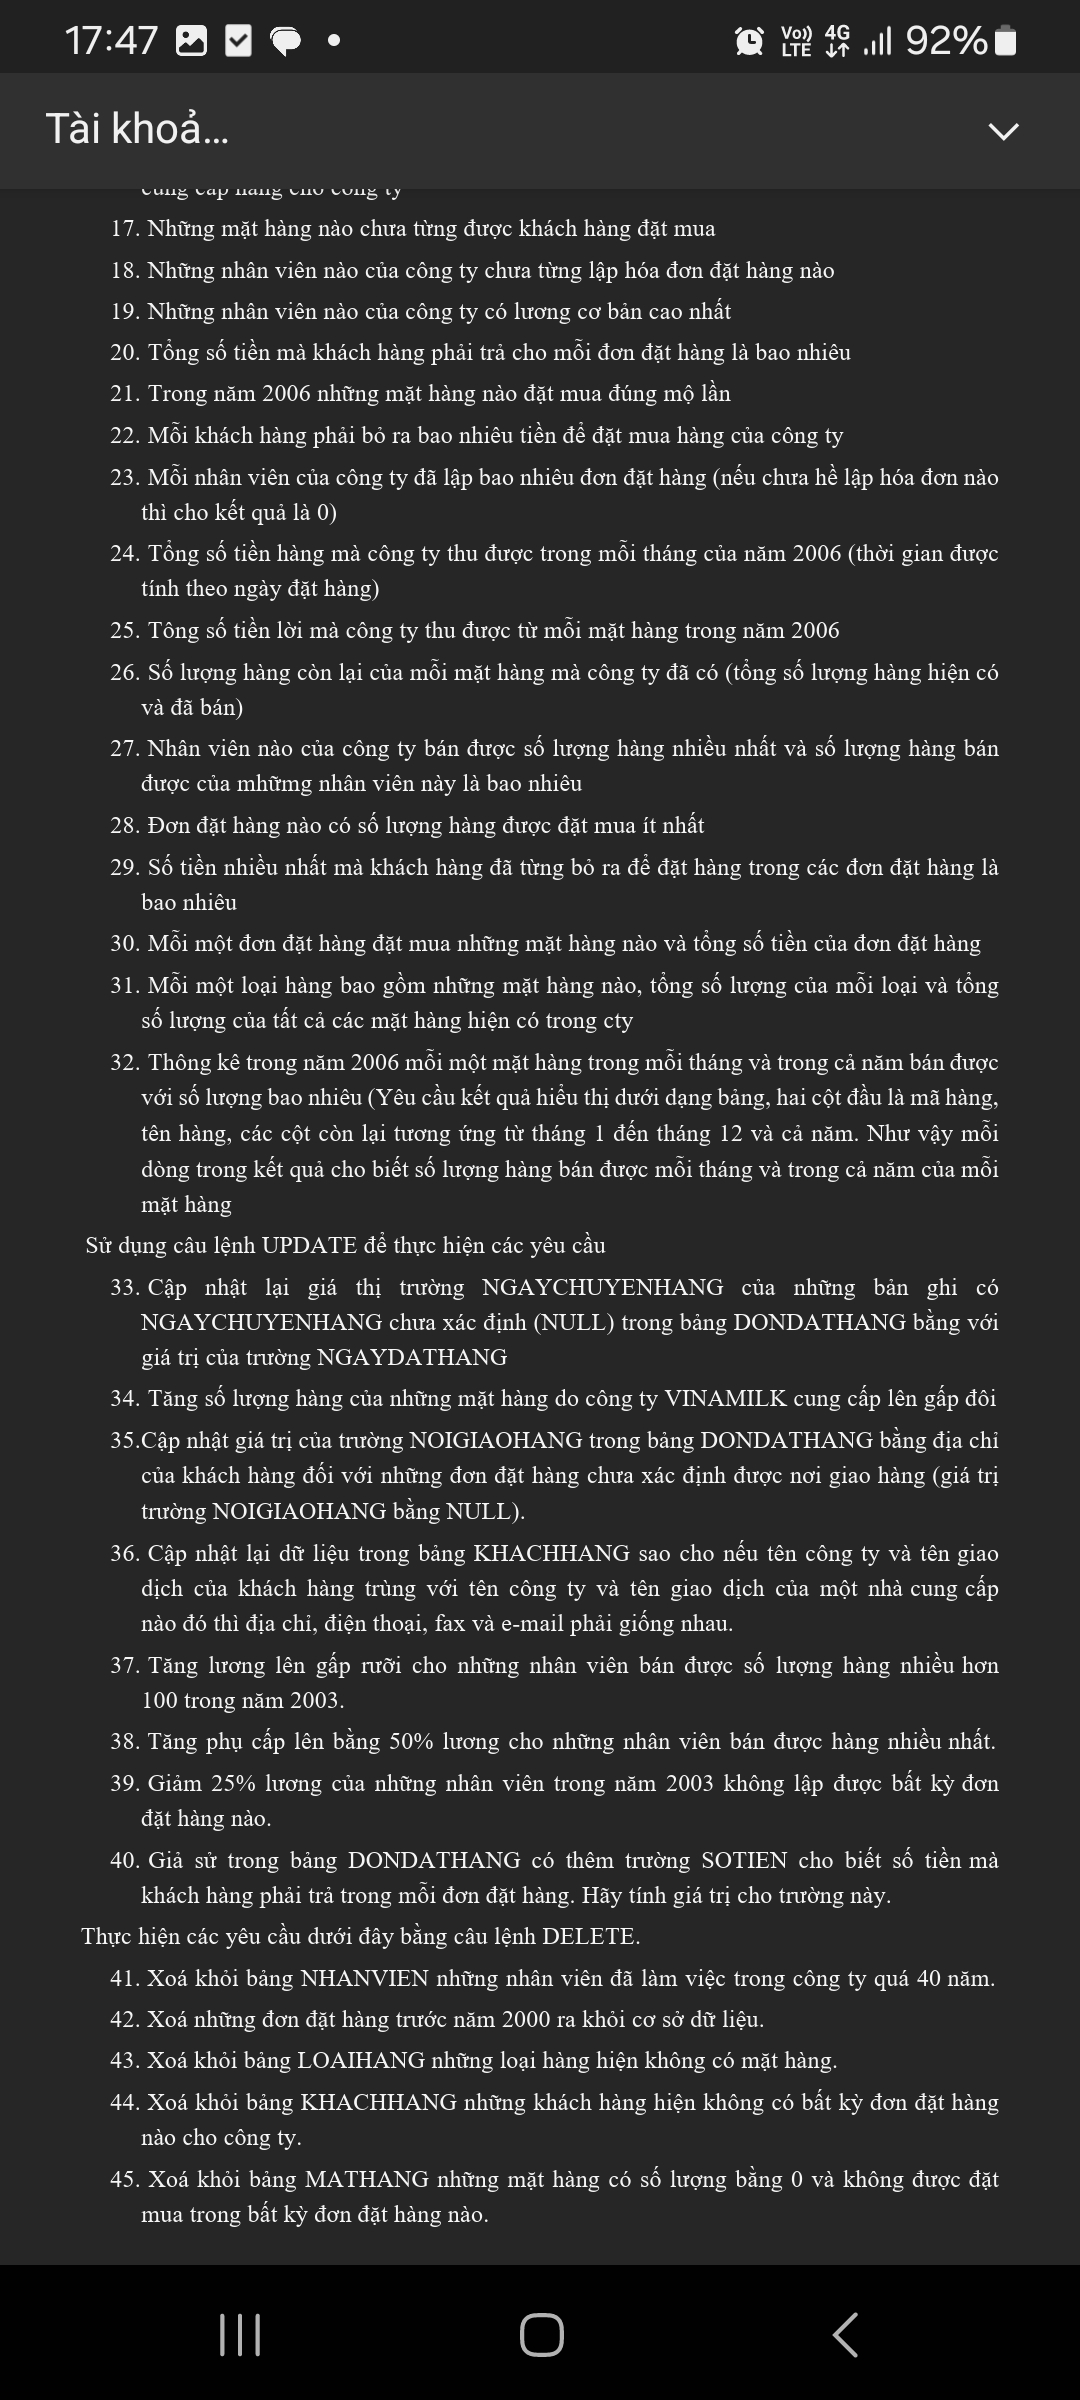 17:47
Vo)) LTE 4G 92%
Tài khoả...
cung cấp hàng cho công ty
17. Những mặt hàng nào chưa từng được khách hàng đặt mua
18. Những nhân viên nào của công ty chưa từng lập hóa đơn đặt hàng nào
19. Những nhân viên nào của công ty có lương cơ bản cao nhất
20. Tổng số tiền mà khách hàng phải trả cho mỗi đơn đặt hàng là bao nhiêu
21. Trong năm 2006 những mặt hàng nào đặt mua đúng mộ lần
22. Mỗi khách hàng phải bỏ ra bao nhiêu tiền để đặt mua hàng của công ty
23. Mỗi nhân viên của công ty đã lập bao nhiêu đơn đặt hàng (nếu chưa hề lập hóa đơn nào
thì cho kết quả là 0)
24. Tổng số tiền hàng mà công ty thu được trong mỗi tháng của năm 2006 (thời gian được
tính theo ngày đặt hàng)
25. Tông số tiền lời mà công ty thu được từ mỗi mặt hàng trong năm 2006
26. Số lượng hàng còn lại của mỗi mặt hàng mà công ty đã có (tổng số lượng hàng hiện có
và đã bán)
27. Nhân viên nào của công ty bán được số lượng hàng nhiều nhất và số lượng hàng bán
được của mhữmg nhân viên này là bao nhiêu
28. Đơn đặt hàng nào có số lượng hàng được đặt mua ít nhất
29. Số tiền nhiều nhất mà khách hàng đã từng bỏ ra để đặt hàng trong các đơn đặt hàng là
bao nhiêu
30. Mỗi một đơn đặt hàng đặt mua những mặt hàng nào và tổng số tiền của đơn đặt hàng
31. Mỗi một loại hàng bao gồm những mặt hàng nào, tổng số lượng của mỗi loại và tổng
số lượng của tất cả các mặt hàng hiện có trong cty
32. Thông kê trong năm 2006 mỗi một mặt hàng trong mỗi tháng và trong cả năm bán được
với số lượng bao nhiêu (Yêu cầu kết quả hiểu thị dưới dạng bảng, hai cột đầu là mã hàng,
tên hàng, các cột còn lại tương ứng từ tháng 1 đến tháng 12 và cả năm. Như vậy mỗi
dòng trong kết quả cho biết số lượng hàng bán được mỗi tháng và trong cả năm của mỗi
mặt hàng
Sử dụng câu lệnh UPDATE để thực hiện các yêu cầu
33. Cập nhật lại giá thị trường NGAYCHUYENHANG của những bản ghi có
NGAYCHUYENHANG chưa xác định (NULL) trong bảng DONDATHANG bằng với
giá trị của trường NGAYDATHANG
34. Tăng số lượng hàng của những mặt hàng do công ty VINAMILK cung cấp lên gấp đôi
35.Cập nhật giá trị của trường NOIGIAOHANG trong bảng DONDATHANG bằng địa chỉ
của khách hàng đối với những đơn đặt hàng chưa xác định được nơi giao hàng (giá trị
trường NOIGIAOHANG bằng NULL).
36. Cập nhật lại dữ liệu trong bảng KHACHHANG sao cho nếu tên công ty và tên giao
dịch của khách hàng trùng với tên công ty và tên giao dịch của một nhà cung cấp
nào đó thì địa chỉ, điện thoại, fax và e-mail phải giống nhau.
37. Tăng lương lên gấp rưỡi cho những nhân viên bán được số lượng hàng nhiều hơn
100 trong năm 2003.
38. Tăng phụ cấp lên bằng 50% lương cho những nhân viên bán được hàng nhiều nhất.
39. Giảm 25% lương của những nhân viên trong năm 2003 không lập được bất kỳ đơn
đặt hàng nào.
40. Giả sử trong bảng DONDATHANG có thêm trường SOTIEN cho biết số tiền mà
khách hàng phải trả trong mỗi đơn đặt hàng. Hãy tính giá trị cho trường này.
Thực hiện các yêu cầu dưới đây bằng câu lệnh DELETE.
41. Xoá khỏi bảng NHANVIEN những nhân viên đã làm việc trong công ty quá 40 năm.
42. Xoá những đơn đặt hàng trước năm 2000 ra khỏi cơ sở dữ liệu.
43. Xoá khỏi bảng LOAIHANG những loại hàng hiện không có mặt hàng.
44. Xoá khỏi bảng KHACHHANG những khách hàng hiện không có bất kỳ đơn đặt hàng
nào cho công ty.
45. Xoá khỏi bảng MATHANG những mặt hàng có số lượng bằng 0 và không được đặt
mua trong bất kỳ đơn đặt hàng nào.